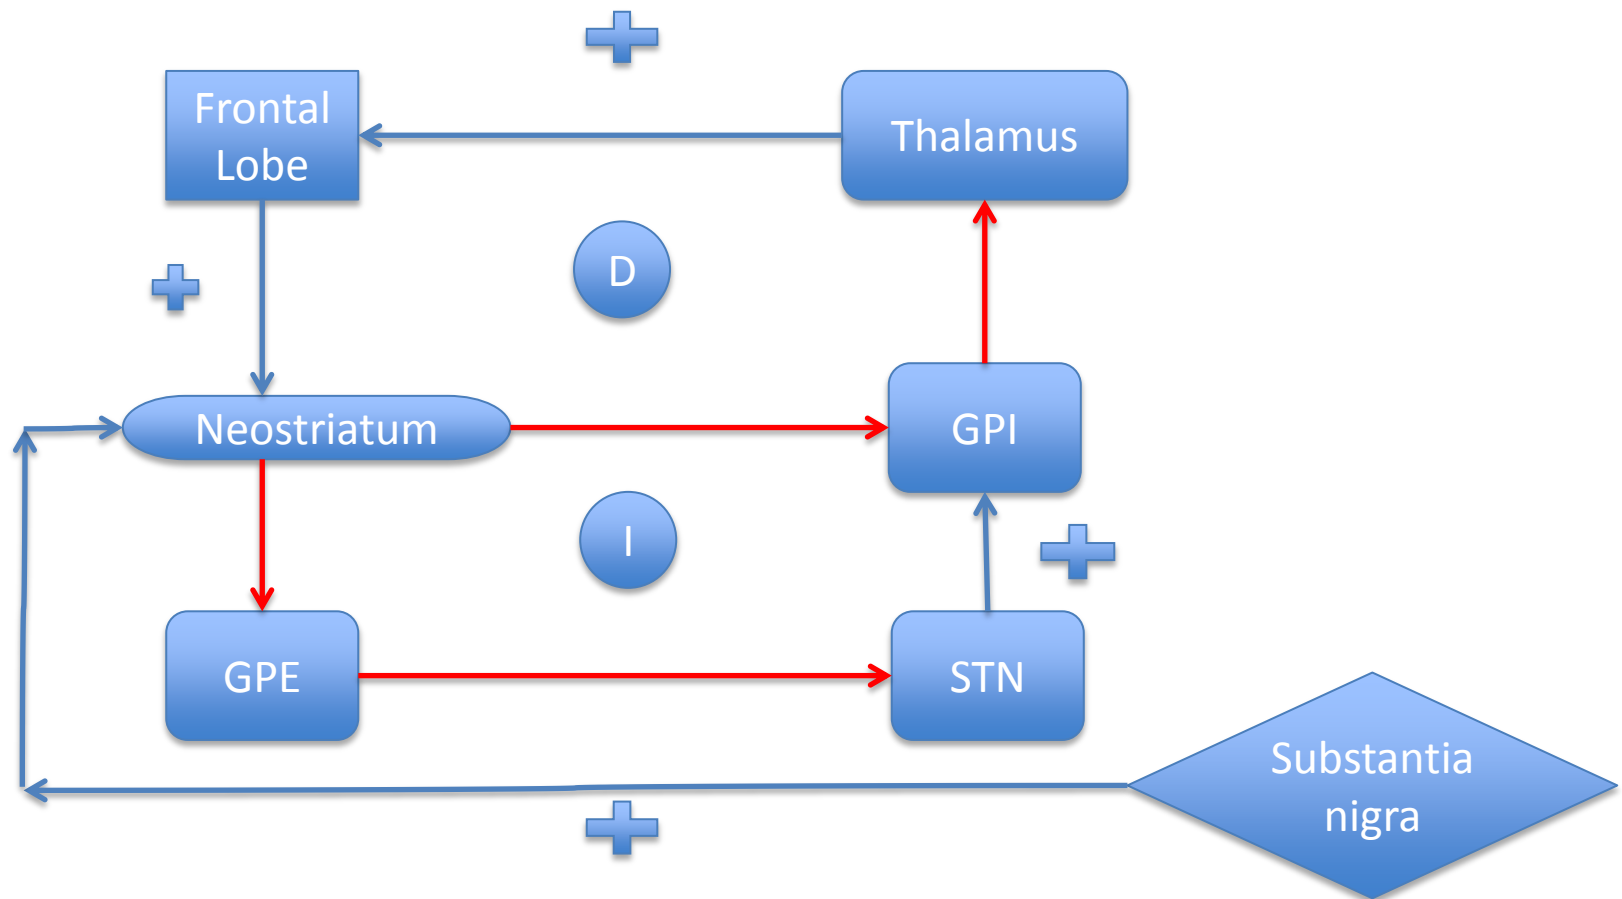 Frontal
Lobe
Thalamus
D
Neostriatum
GPI
I
GPE
STN
Substantia
nigra